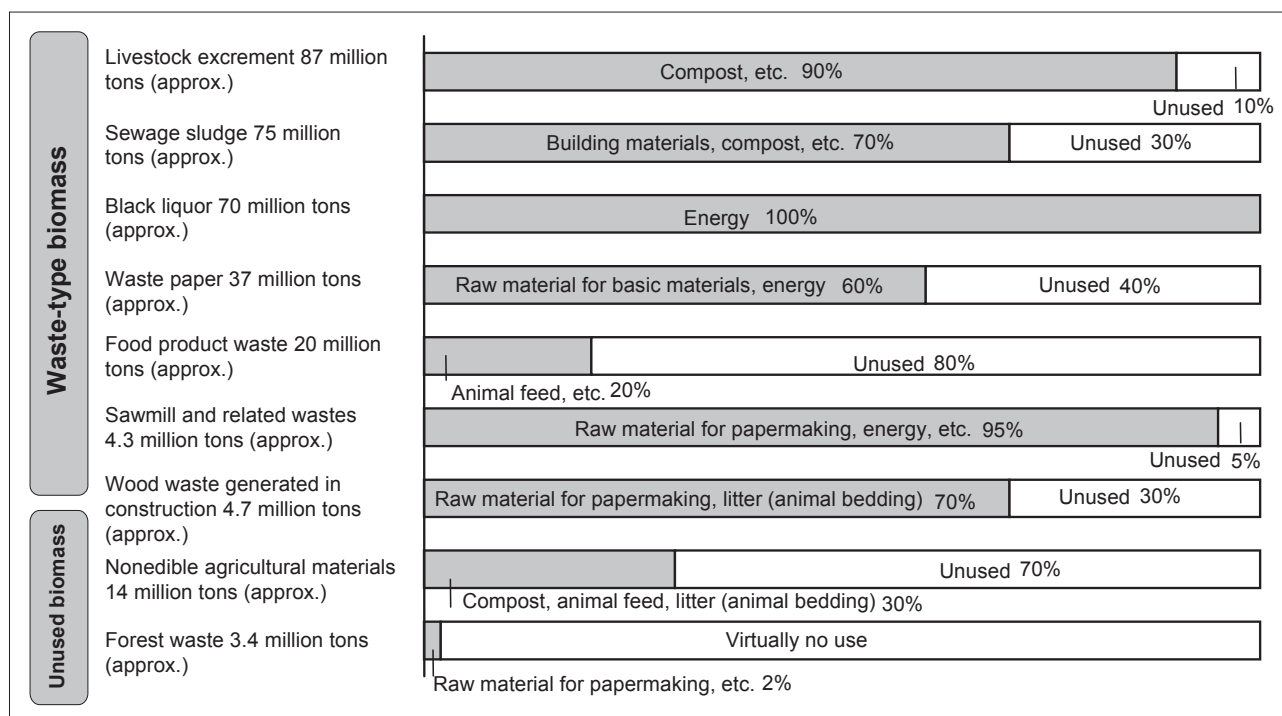 Waste-type biomass
Livestock excrement 87 million
tons (approx.)
Compost, etc. 90%
Unused 10%
Sewage sludge 75 million
tons (approx.)
Building materials, compost, etc. 70%
Unused 30%
Black liquor 70 million tons
(approx.)
Energy 100%
Waste paper 37 million tons
(approx.)
Raw material for basic materials, energy 60%
Unused 40%
Food product waste 20 million
tons (approx.)
Unused 80%
Animal feed, etc. 20%
Sawmill and related wastes
4.3 million tons (approx.)
Raw material for papermaking, energy, etc. 95%
Unused 5%
Wood waste generated in
construction 4.7 million tons
(approx.)
Raw material for papermaking, litter (animal bedding) 70%
Unused 30%
Unused biomass
Nonedible agricultural materials
14 million tons (approx.)
Unused 70%
Compost, animal feed, litter (animal bedding) 30%
Forest waste 3.4 million tons
(approx.)
Virtually no use
Raw material for papermaking, etc. 2%